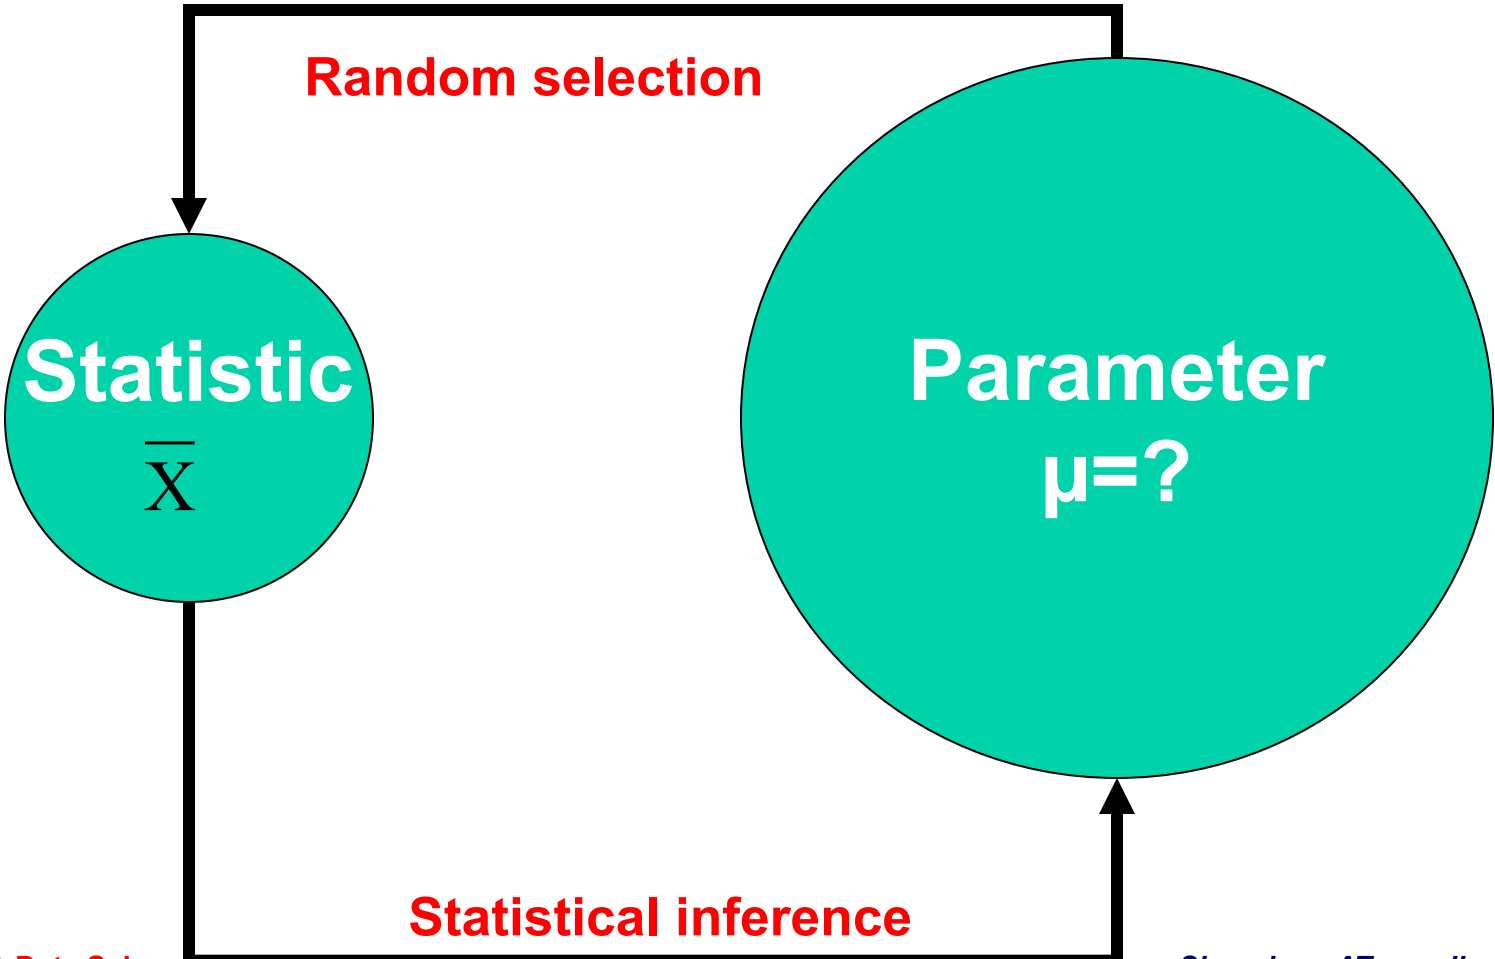 Random selection
Statistic
x̄
Parameter
µ=?
Statistical inference